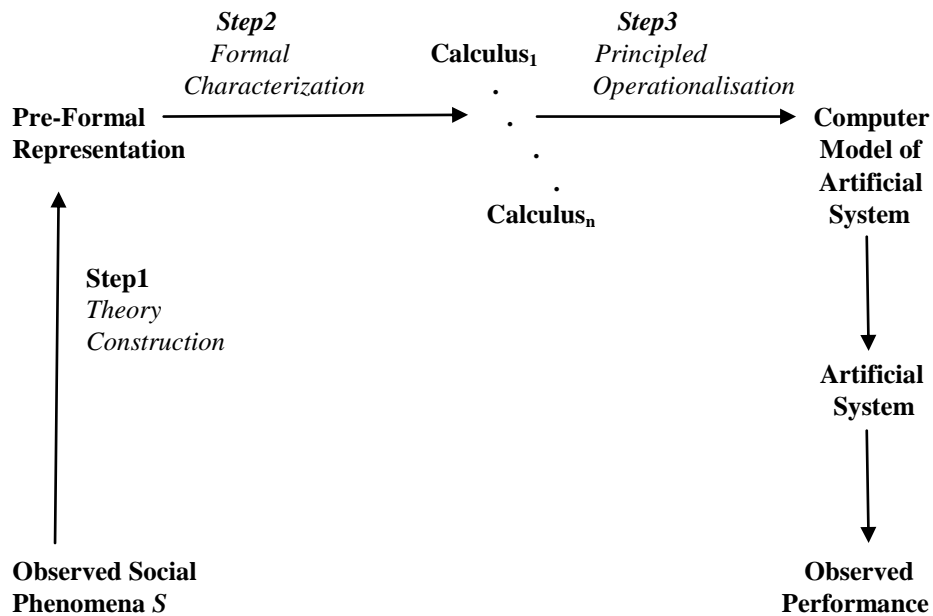 Step2
Formal
Characterization
Calculus₁
.
.
.
.
Calculusₙ
Step3
Principled
Operationalisation
Pre-Formal
Representation
Computer
Model of
Artificial
System
Step1
Theory
Construction
Artificial
System
Observed Social
Phenomena S
Observed
Performance